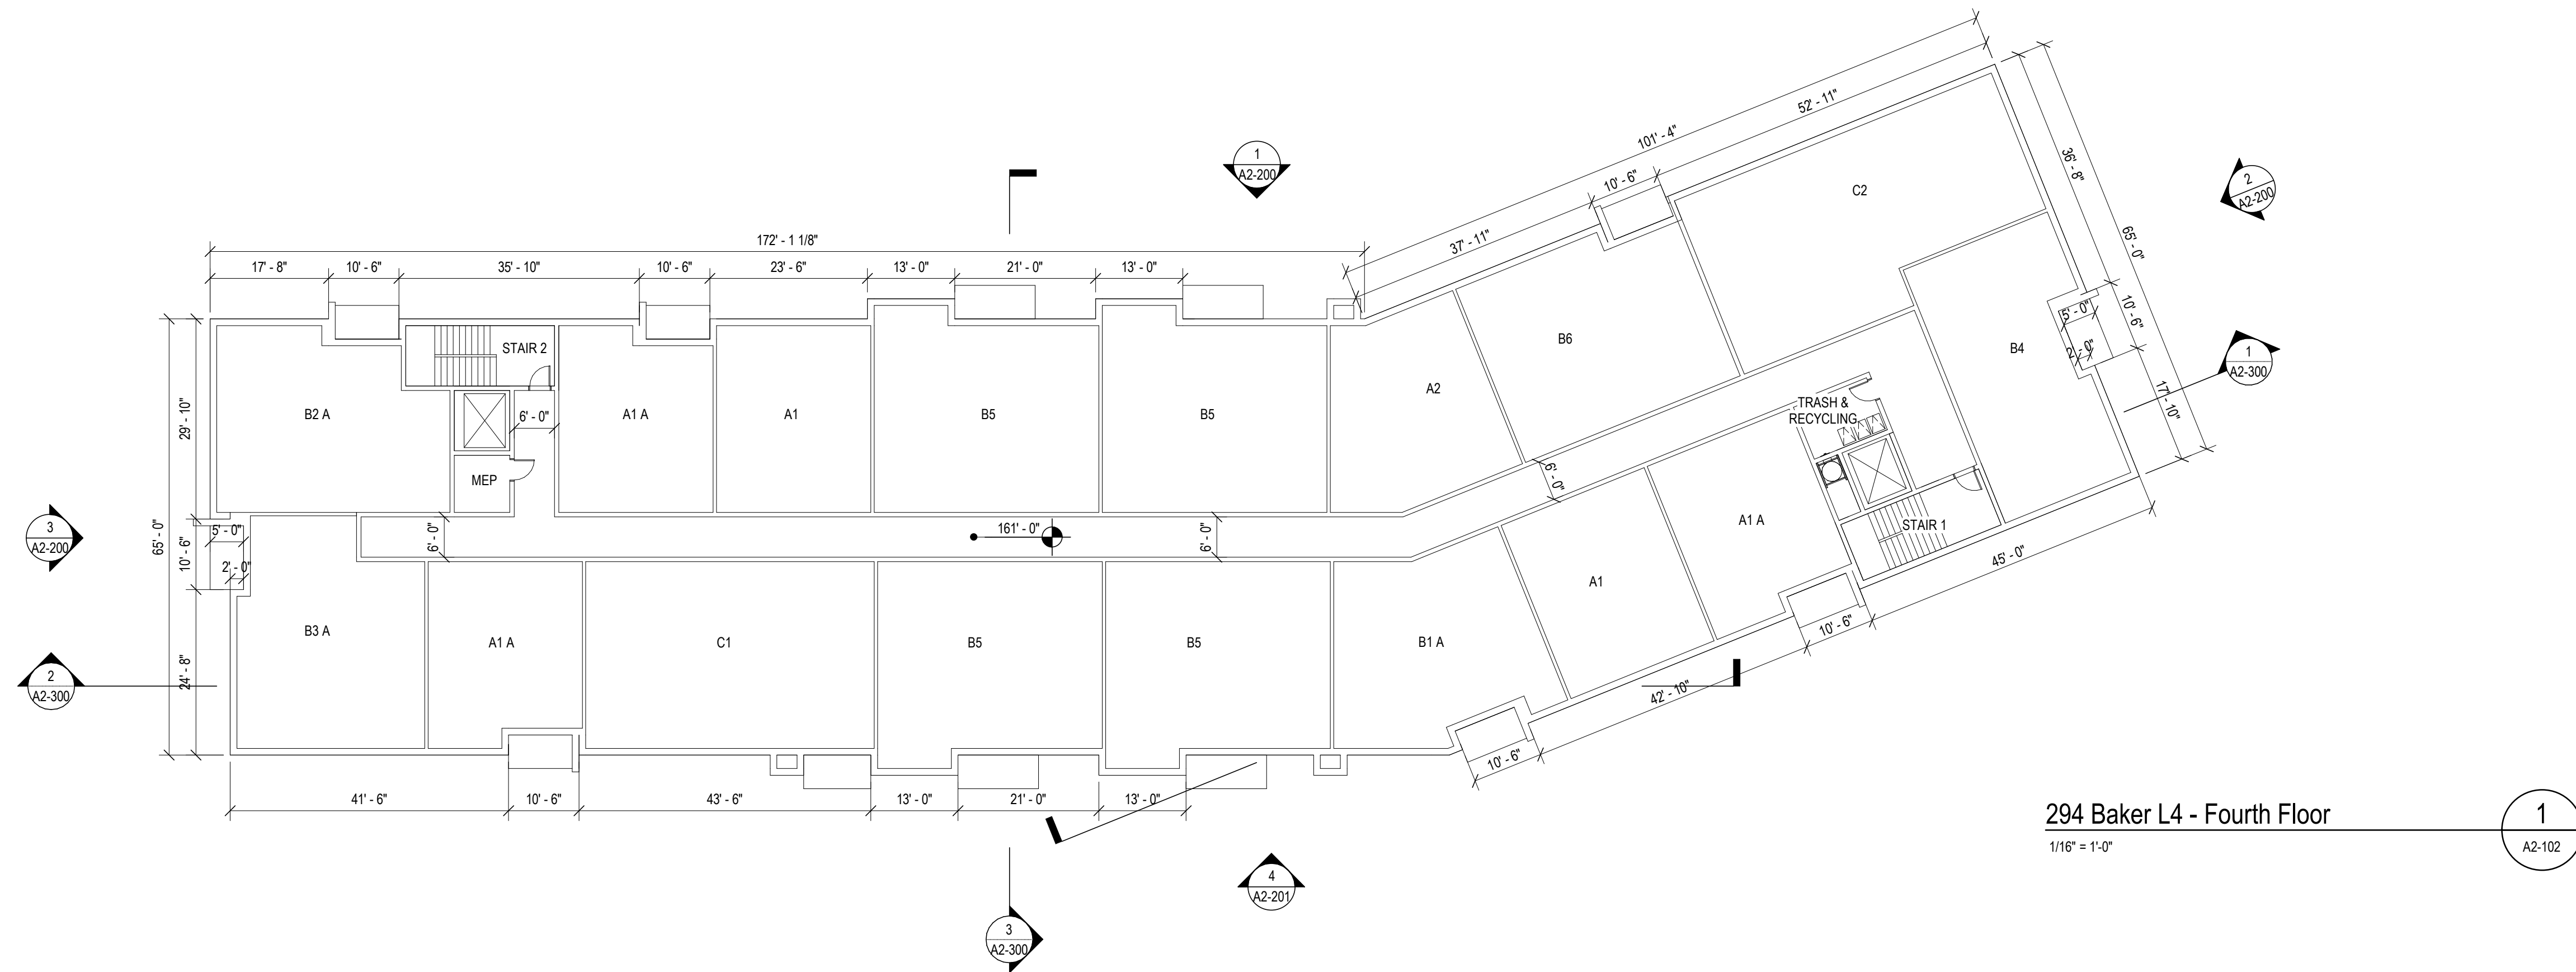 101' - 4"
52' - 11"
10' - 6"
37' - 11"
36' - 8"
65' - 0"
10' - 6"
17' - 10"
5' - 0"
2' - 0"
1
A2-200
2
A2-200
1
A2-300
172' - 1 1/8"
17' - 8"
10' - 6"
35' - 10"
10' - 6"
23' - 6"
13' - 0"
21' - 0"
13' - 0"
C2
B4
B6
A2
STAIR 2
B2 A
6' - 0"
A1 A
A1
B5
B5
MEP
TRASH &
RECYCLING
29' - 10"
65' - 0"
10' - 6"
24' - 8"
5' - 0"
2' - 0"
3
A2-200
2
A2-300
6' - 0"
161' - 0"
6' - 0"
6' - 0"
A1 A
STAIR 1
A1
45' - 0"
B3 A
A1 A
C1
B5
B5
B1 A
10' - 6"
42' - 10"
10' - 6"
41' - 6"
10' - 6"
43' - 6"
13' - 0"
21' - 0"
13' - 0"
4
A2-201
3
A2-300
294 Baker L4 - Fourth Floor
1/16" = 1'-0"
1
A2-102